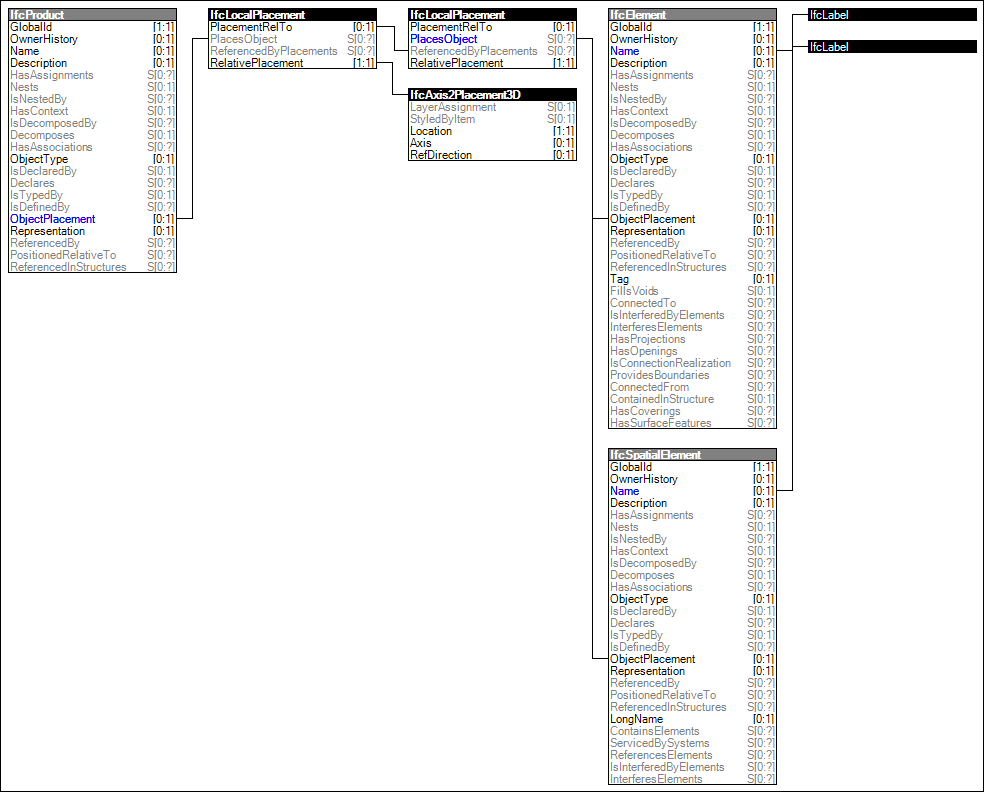 IfcProduct
GlobalId [1:1]
OwnerHistory [0:1]
Name [0:1]
Description [0:1]
HasAssignments S[0:?]
Nests S[0:1]
IsNestedBy S[0:?]
HasContext S[0:1]
IsDecomposedBy S[0:?]
Decomposes S[0:1]
HasAssociations S[0:?]
ObjectType [0:1]
IsDeclaredBy S[0:1]
Declares S[0:?]
IsTypedBy S[0:1]
IsDefinedBy S[0:?]
ObjectPlacement [0:1]
Representation [0:1]
ReferencedBy S[0:?]
PositionedRelativeTo S[0:?]
ReferencedInStructures S[0:?]
IfcLocalPlacement
PlacementRelTo [0:1]
PlacesObject S[0:?]
ReferencedByPlacements S[0:?]
RelativePlacement [1:1]
IfcLocalPlacement
PlacementRelTo [0:1]
PlacesObject S[0:?]
ReferencedByPlacements S[0:?]
RelativePlacement [1:1]
IfcAxis2Placement3D
LayerAssignment S[0:1]
StyledByItem S[0:1]
Location [1:1]
Axis [0:1]
RefDirection [0:1]
IfcElement
GlobalId [1:1]
OwnerHistory [0:1]
Name [0:1]
Description [0:1]
HasAssignments S[0:?]
Nests S[0:1]
IsNestedBy S[0:?]
HasContext S[0:1]
IsDecomposedBy S[0:?]
Decomposes S[0:1]
HasAssociations S[0:?]
ObjectType [0:1]
IsDeclaredBy S[0:1]
Declares S[0:?]
IsTypedBy S[0:1]
IsDefinedBy S[0:?]
ObjectPlacement [0:1]
Representation [0:1]
ReferencedBy S[0:?]
PositionedRelativeTo S[0:?]
ReferencedInStructures S[0:?]
Tag [0:1]
FillsVoids S[0:1]
ConnectedTo S[0:?]
IsInterferedByElements S[0:?]
InterferesElements S[0:?]
HasProjections S[0:?]
HasOpenings S[0:?]
IsConnectionRealization S[0:?]
ProvidesBoundaries S[0:?]
ConnectedFrom S[0:?]
ContainedInStructure S[0:1]
HasCoverings S[0:?]
HasSurfaceFeatures S[0:?]
IfcSpatialElement
GlobalId [1:1]
OwnerHistory [0:1]
Name [0:1]
Description [0:1]
HasAssignments S[0:?]
Nests S[0:1]
IsNestedBy S[0:?]
HasContext S[0:1]
IsDecomposedBy S[0:?]
Decomposes S[0:1]
HasAssociations S[0:?]
ObjectType [0:1]
IsDeclaredBy S[0:1]
Declares S[0:?]
IsTypedBy S[0:1]
IsDefinedBy S[0:?]
ObjectPlacement [0:1]
Representation [0:1]
ReferencedBy S[0:?]
PositionedRelativeTo S[0:?]
ReferencedInStructures S[0:?]
LongName [0:1]
ContainsElements S[0:?]
ServicedBySystems S[0:?]
ReferencesElements S[0:?]
IsInterferedByElements S[0:?]
InterferesElements S[0:?]
IfcLabel
IfcLabel